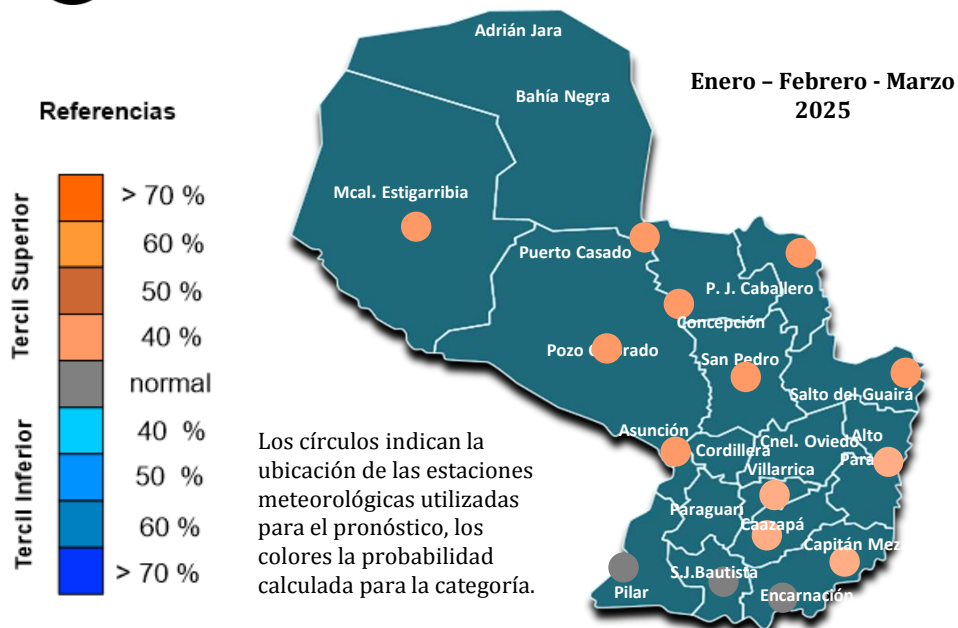 Enero – Febrero - Marzo
2025
Referencias
Tercil Superior
> 70 %
60 %
50 %
40 %
normal
Tercil Inferior
40 %
50 %
60 %
> 70 %
Los círculos indican la
ubicación de las estaciones
meteorológicas utilizadas
para el pronóstico, los
colores la probabilidad
calculada para la categoría.
Adrián Jara
Bahía Negra
Mcal. Estigarribia
Puerto Casado
P. J. Caballero
Concepción
Pozo
San Pedro
Salto del Guairá
Asunción
Cordillera
Cnel. Oviedo
Alto
Villarrica
Paraguarí
Caazapá
Capitán
S.J.Bautista
Pilar
Encarnación